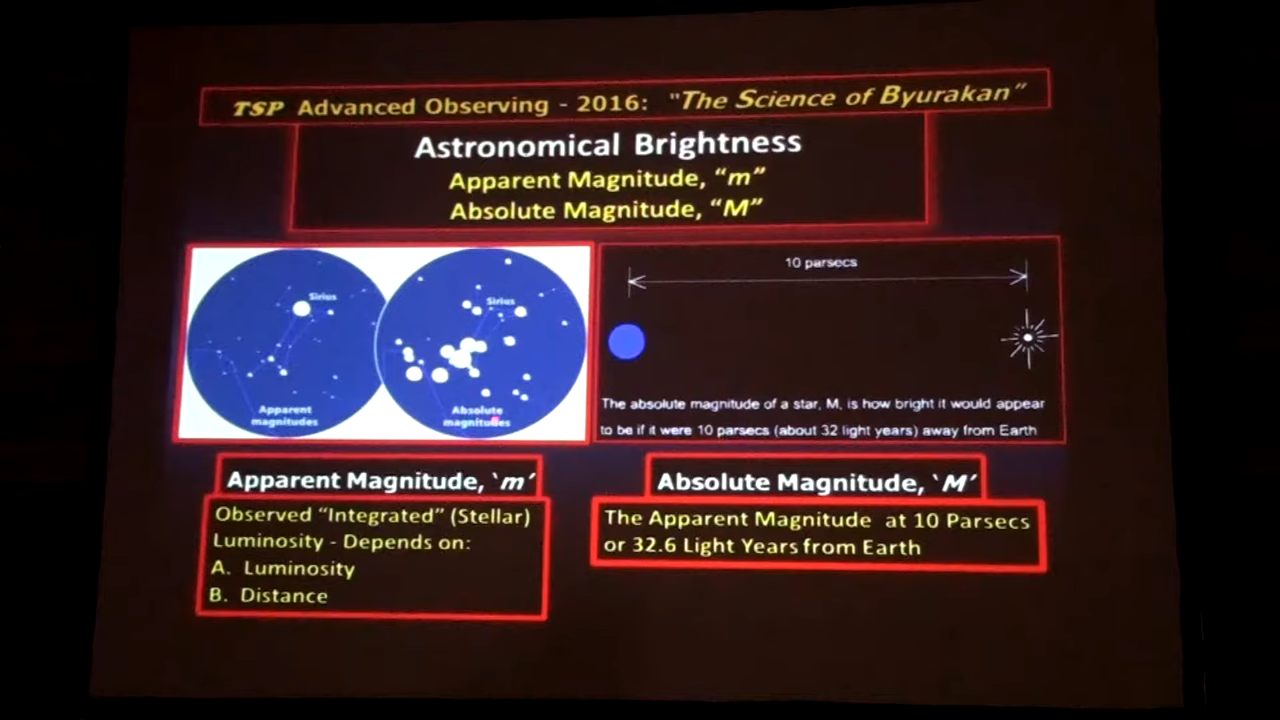 TSP Advanced Observing - 2016: "The Science of Byurakan"
Astronomical Brightness
Apparent Magnitude, "m"
Absolute Magnitude, "M"
Sirius
Apparent
magnitudes
Sirius
Absolute
magnitudes
10 parsecs
The absolute magnitude of a star, M, is how bright it would appear
to be if it were 10 parsecs (about 32 light years) away from Earth
Apparent Magnitude, 'm'
Observed "Integrated" (Stellar)
Luminosity - Depends on:
A. Luminosity
B. Distance
Absolute Magnitude, 'M'
The Apparent Magnitude at 10 Parsecs
or 32.6 Light Years from Earth